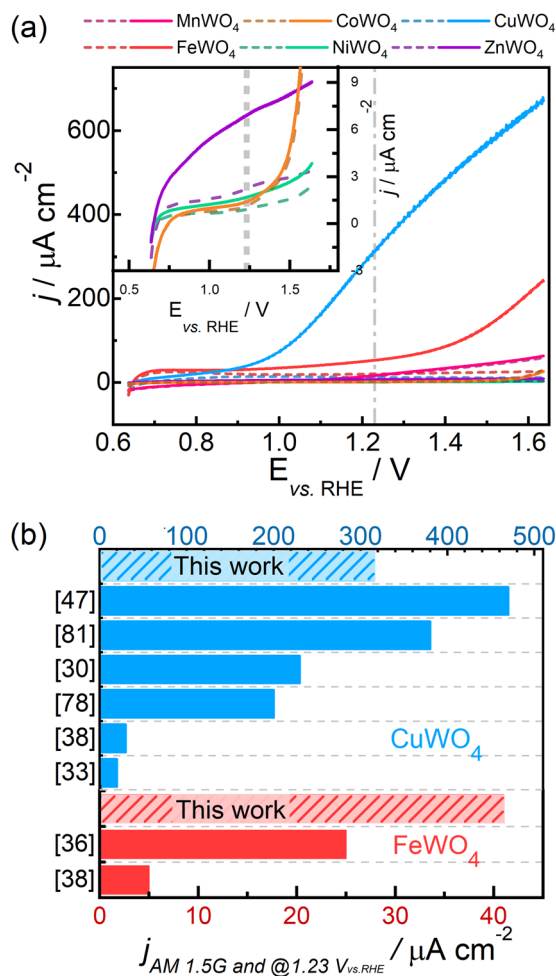 (a)
MnWO4 CoWO4 CuWO4
FeWO4 NiWO4 ZnWO4
600
400
200
0
j / μA cm-2
9
6
3
0
-3
j / μA cm-2
0.5 1.0 1.5
E vs. RHE / V
0.6 0.8 1.0 1.2 1.4 1.6
E vs. RHE / V
(b)
0 100 200 300 400 500
This work
[47]
[81]
[30]
[78]
[38]
CuWO4
[33]
This work
[36]
FeWO4
[38]
0 10 20 30 40
j AM 1.5G and @1.23 Vvs.RHE / μA cm-2